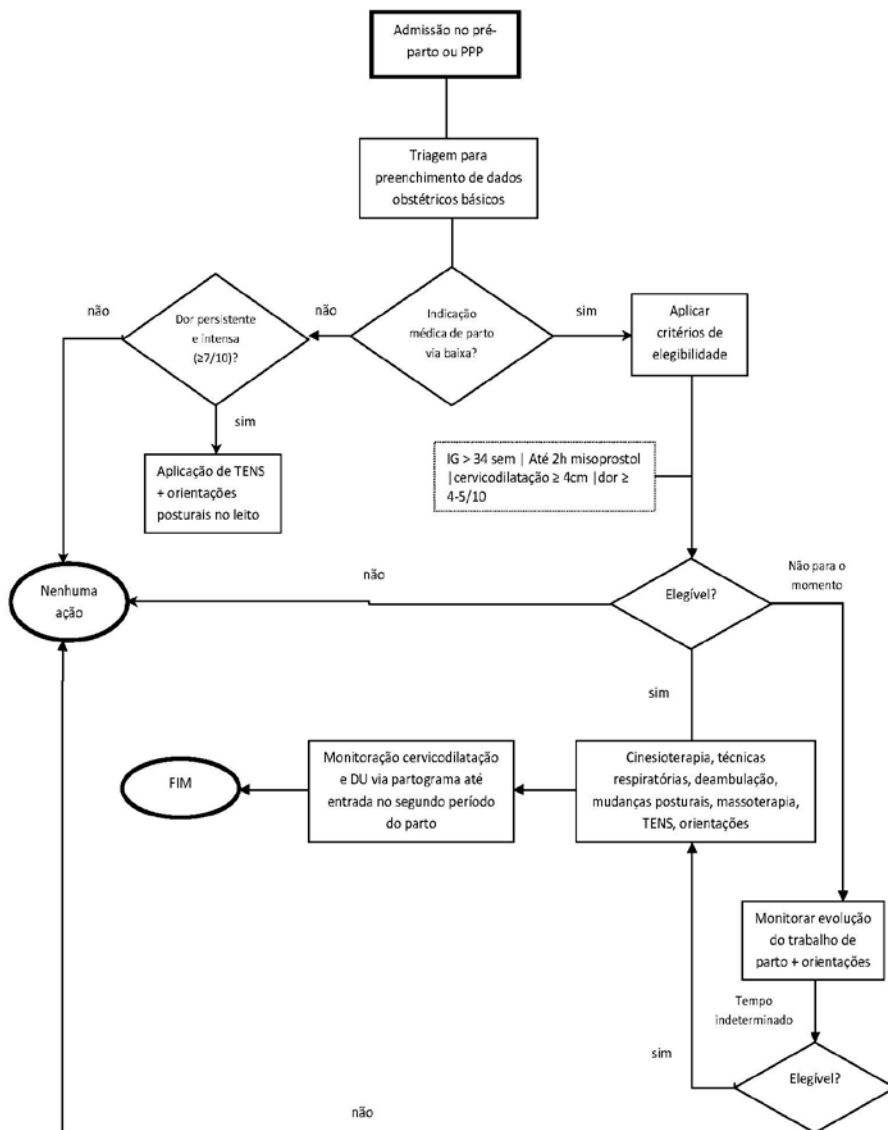 Admissão no pré-
parto ou PPP
Triagem para
preenchimento de dados
obstétricos básicos
não
Dor persistente
e intensa
(≥7/10)?
não
Indicação
médica de parto
via baixa?
sim
Aplicar
critérios de
elegibilidade
sim
Aplicação de TENS
+ orientações
posturais no leito
IG > 34 sem | Até 2h misoprostol
|cervicodilatação ≥ 4cm |dor ≥
4-5/10
Nenhuma
ação
não
Elegível?
Não para o
momento
sim
FIM
Monitoração cervicodilatação
e DU via partograma até
entrada no segundo período
do parto
Cinesioterapia, técnicas
respiratórias, deambulação,
mudanças posturais, massoterapia,
TENS, orientações
Monitorar evolução
do trabalho de
parto + orientações
Tempo
indeterminado
sim
Elegível?
não